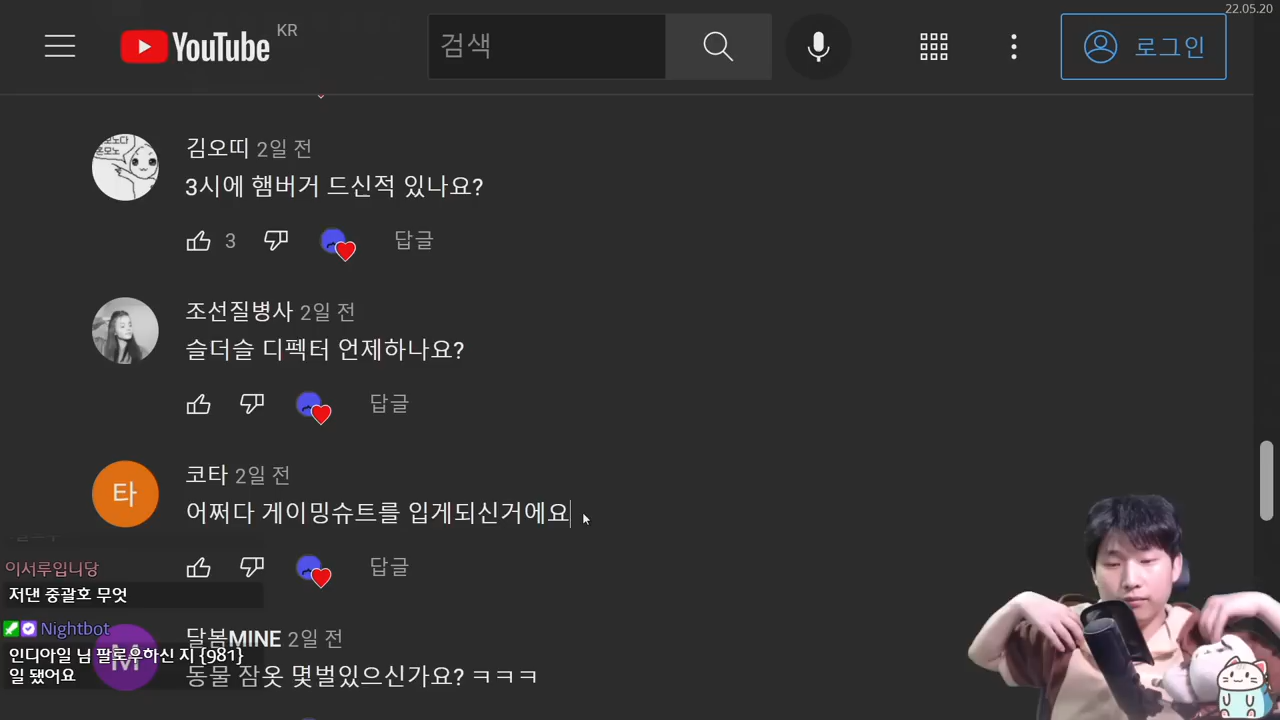 22.05.20
YouTube KR
검색
로그인
김오띠 2일 전
3시에 햄버거 드신적 있나요?
3
답글
조선질병사 2일 전
슬더슬 디펙터 언제하나요?
답글
타
코타 2일 전
어쩌다 게이밍슈트를 입게되신거에요
답글
이서루입니당
저댄 중괄호 무엇
Nightbot
인디아일 님 팔로우하신 지 {981}
일 됐어요
M
달봄MINE 2일 전
동물 잠옷 몇벌있으신가요? ㅋㅋㅋ